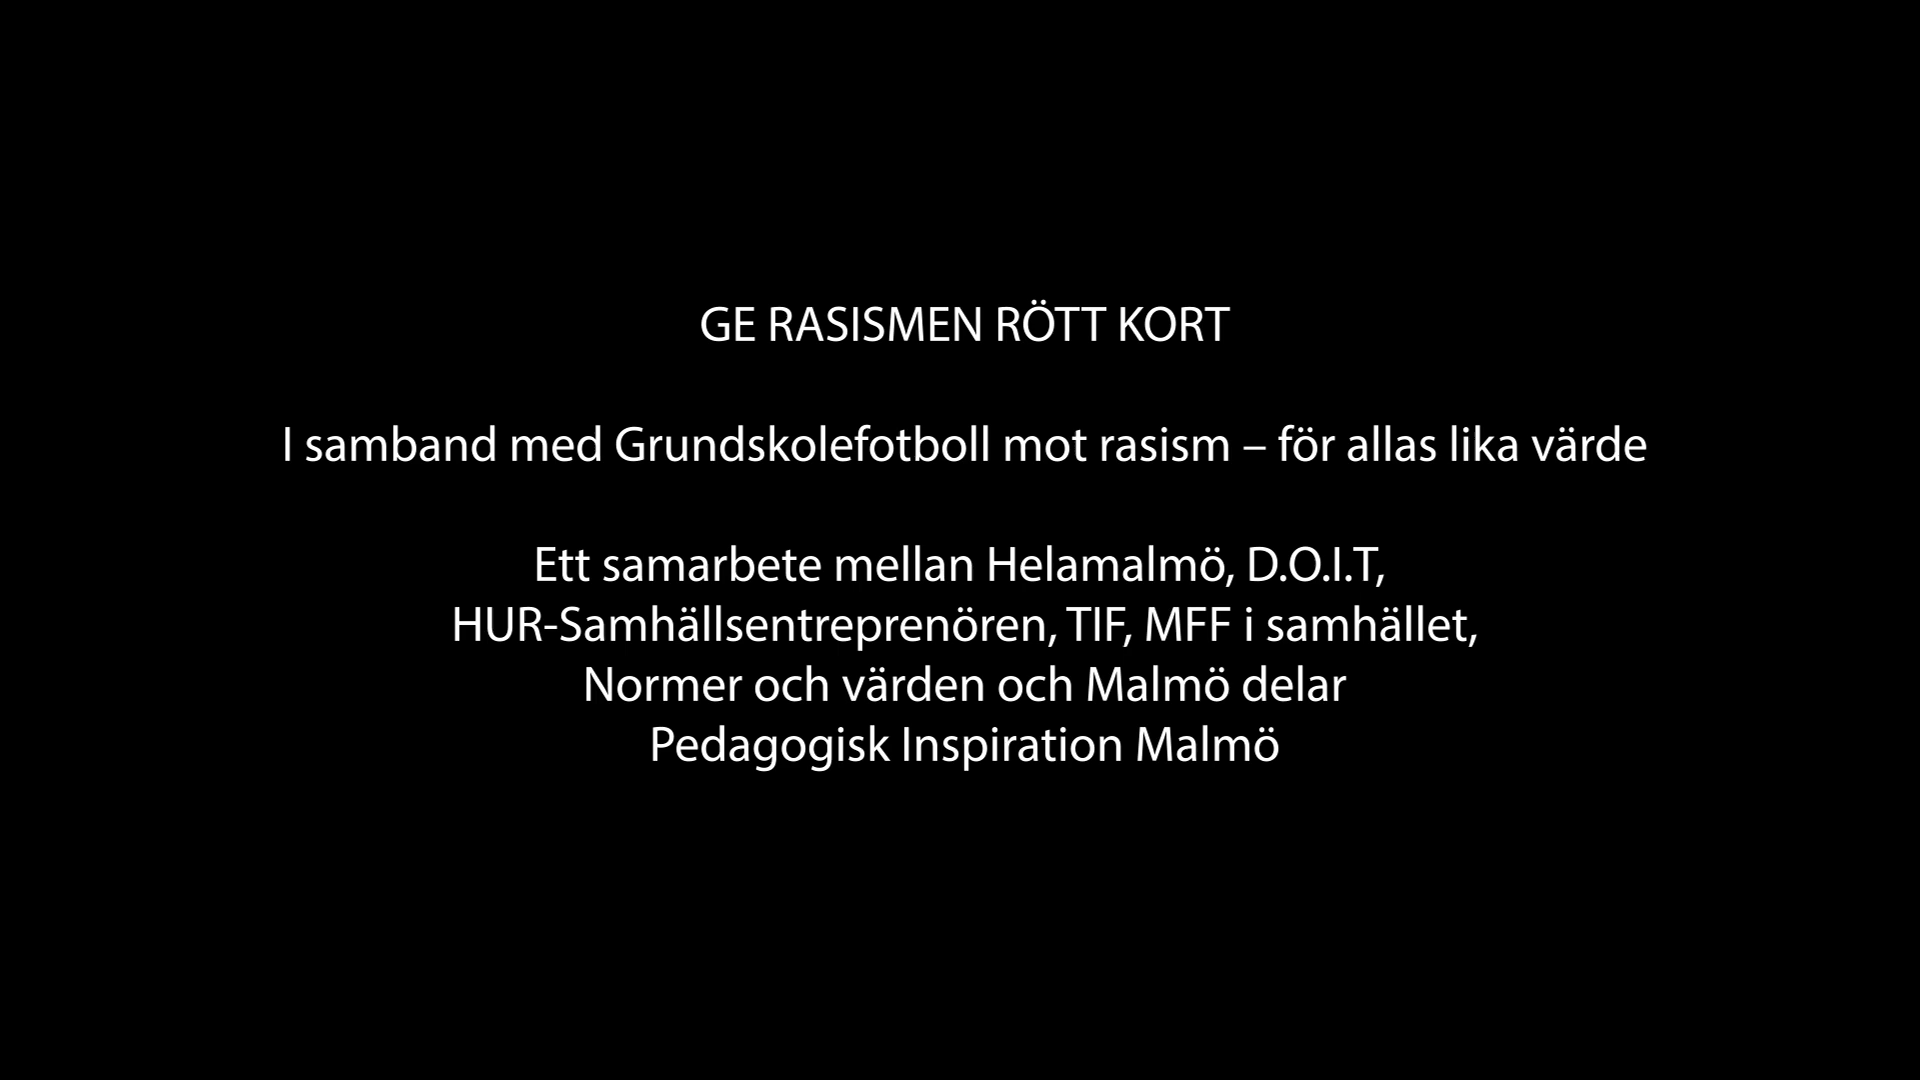 GE RASISMEN RÖTT KORT
I samband med Grundskolefotboll mot rasism – för allas lika värde
Ett samarbete mellan Helamalmö, D.O.I.T,
HUR-Samhällsentreprenören, TIF, MFF i samhället,
Normer och värden och Malmö delar
Pedagogisk Inspiration Malmö